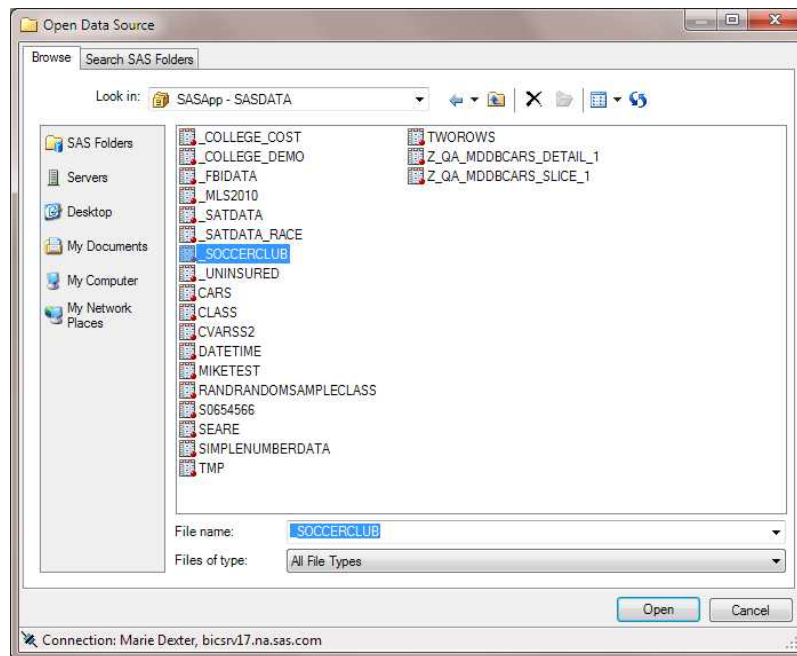 Open Data Source
Browse
Search SAS Folders
Look in:
SASApp - SASDATA
SAS Folders
Servers
Desktop
My Documents
My Computer
My Network
Places
_COLLEGE_COST
_COLLEGE_DEMO
_FBIDATA
_MLS2010
_SATDATA
_SATDATA_RACE
_SOCCERCLUB
_UNINSURED
CARS
CLASS
CVARSS2
DATETIME
MIKETEST
RANDRANDOMSAMPLECLASS
S0654566
SEARE
SIMPLENUMBERDATA
TMP
TWOROWS
Z_QA_MDDBCARS_DETAIL_1
Z_QA_MDDBCARS_SLICE_1
File name:
_SOCCERCLUB
Files of type:
All File Types
Open
Cancel
Connection: Marie Dexter, bicsrv17.na.sas.com